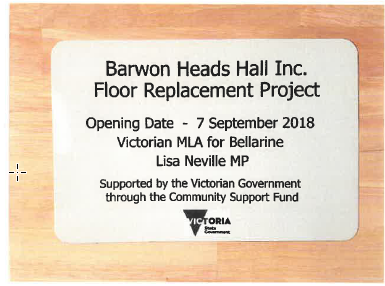 Barwon Heads Hall Inc.
Floor Replacement Project
Opening Date - 7 September 2018
Victorian MLA for Bellarine
Lisa Neville MP
Supported by the Victorian Government
through the Community Support Fund
VICTORIA
State
Government